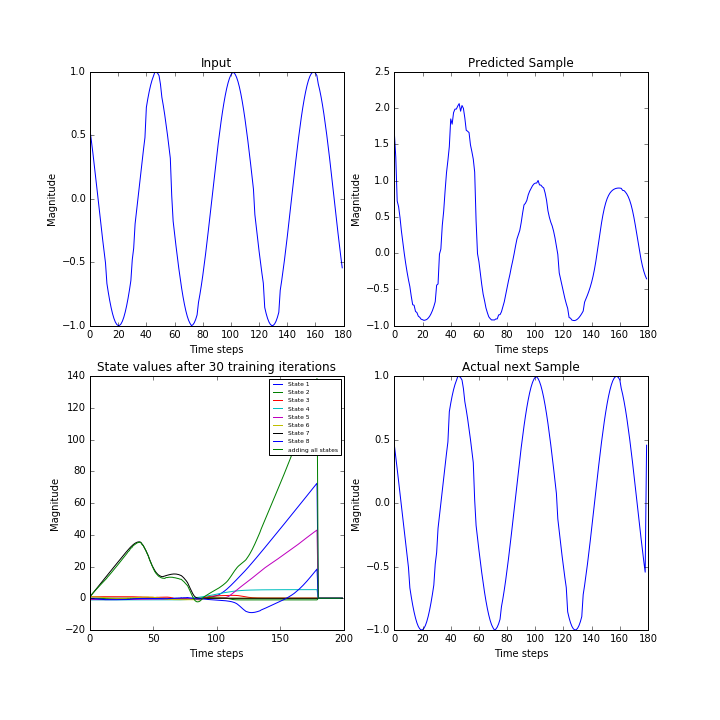 Input
Magnitude
1.0
0.5
0.0
−0.5
−1.0
0 20 40 60 80 100 120 140 160 180
Time steps
Predicted Sample
Magnitude
2.5
2.0
1.5
1.0
0.5
0.0
−0.5
−1.0
0 20 40 60 80 100 120 140 160 180
Time steps
State values after 30 training iterations
Magnitude
140
120
100
80
60
40
20
0
−20
0 50 100 150 200
Time steps
State 1
State 2
State 3
State 4
State 5
State 6
State 7
State 8
adding all states
Actual next Sample
Magnitude
1.0
0.5
0.0
−0.5
−1.0
0 20 40 60 80 100 120 140 160 180
Time steps